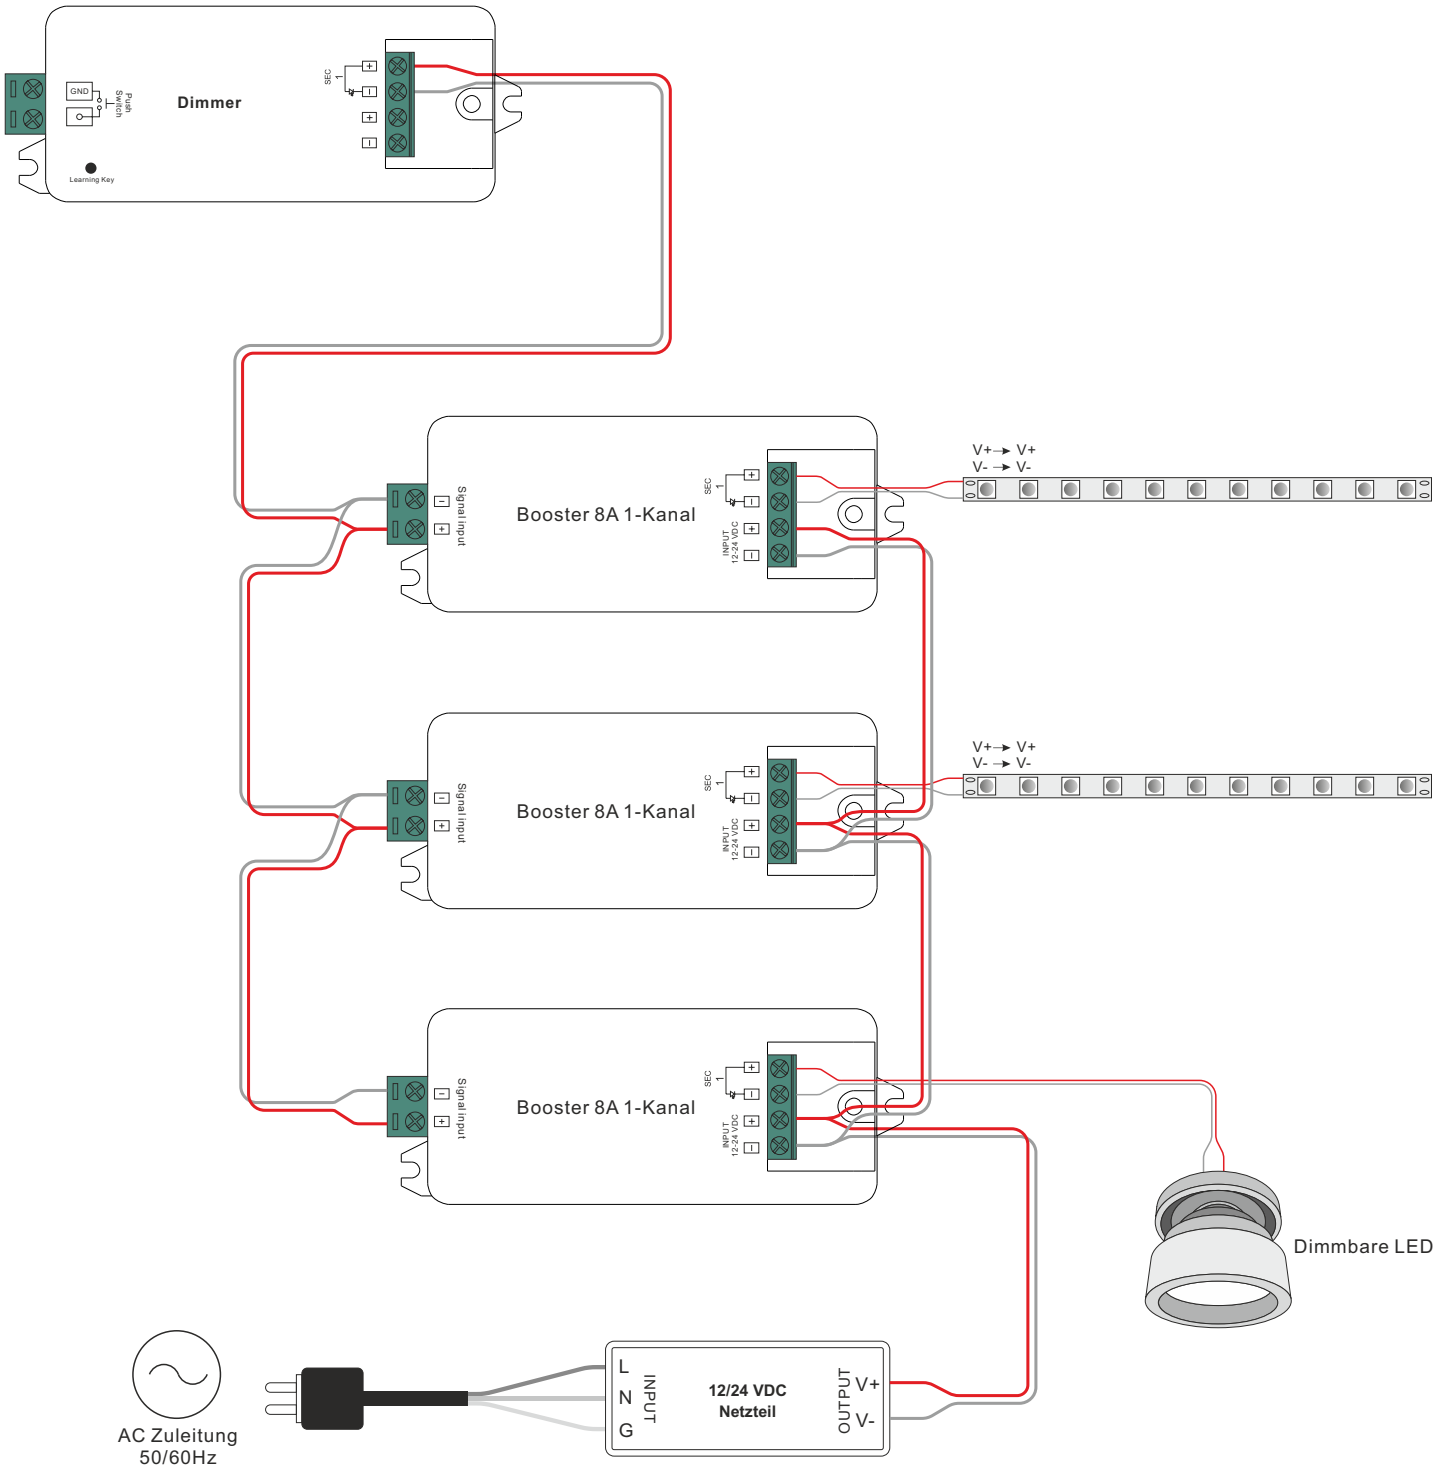 GND
Push
Switch
Learning Key
Dimmer
SEC
1
+
−
+
−
V+ → V+
V- → V-
Signal input
−
+
Booster 8A 1-Kanal
SEC
1
+
−
INPUT
12-24 VDC
+
−
V+ → V+
V- → V-
Signal input
−
+
Booster 8A 1-Kanal
SEC
1
+
−
INPUT
12-24 VDC
+
−
Signal input
−
+
Booster 8A 1-Kanal
SEC
1
+
−
INPUT
12-24 VDC
+
−
Dimmbare LED
AC Zuleitung
50/60Hz
L
N
G
INPUT
12/24 VDC
Netzteil
OUTPUT
V+
V-